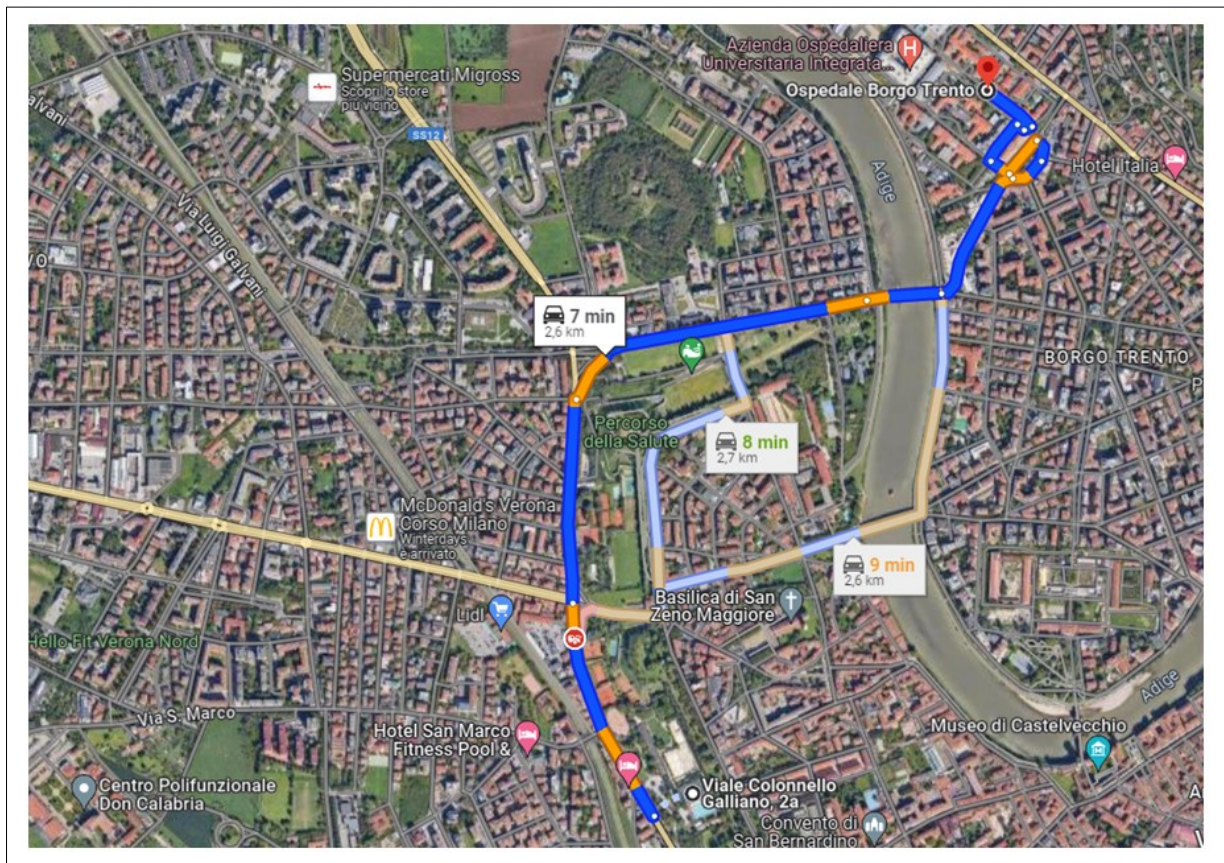 Azienda Ospedaliera
Universitaria Integrata...
Ospedale Borgo Trento
Supermercati Migross
Scopri lo store
più vicino
SS12
Galvani
Adige
Hotel Italia
Via Luigi Galvani
VO
7 min
2,6 km
BORGO TRENTO
P
Percorso
della Salute
8 min
2,7 km
McDonald's Verona
Corso Milano
Winterdays
è arrivato
9 min
2,6 km
Lidl
Basilica di San
Zeno Maggiore
Hello Fit Verona Nord
Adige
Via S. Marco
Hotel San Marco
Fitness Pool &
Museo di Castelvecchio
Centro Polifunzionale
Don Calabria
Viale Colonnello
Galliano, 2a
Convento di
San Bernardino